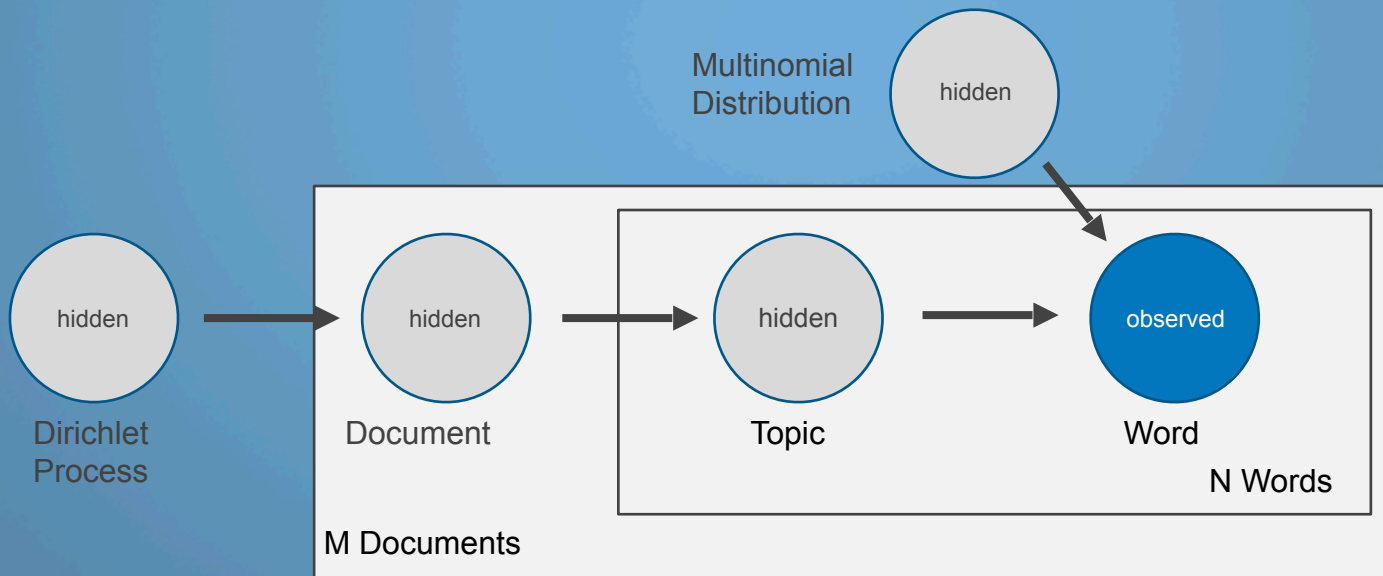 Multinomial
Distribution
hidden
hidden
hidden
hidden
observed
Dirichlet
Process
Document
Topic
Word
N Words
M Documents